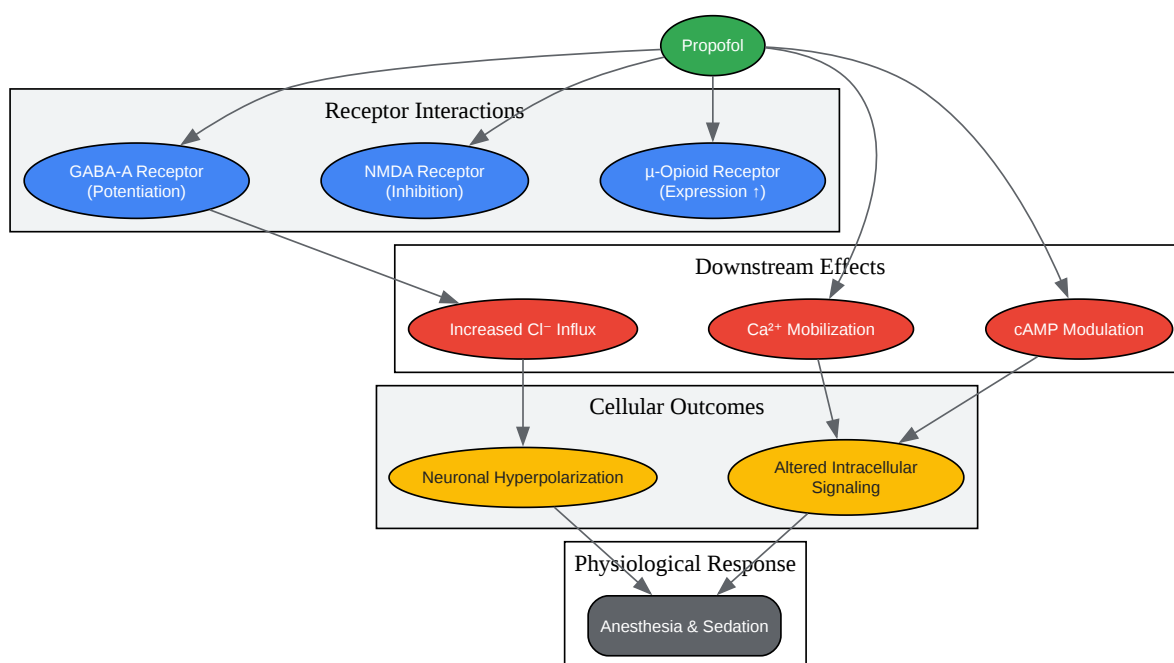 Propofol
Receptor Interactions
GABA-A Receptor
(Potentiation)
NMDA Receptor
(Inhibition)
µ-Opioid Receptor
(Expression ↑)
Downstream Effects
Increased Cl⁻ Influx
Ca²⁺ Mobilization
cAMP Modulation
Cellular Outcomes
Neuronal Hyperpolarization
Altered Intracellular
Signaling
Physiological Response
Anesthesia & Sedation